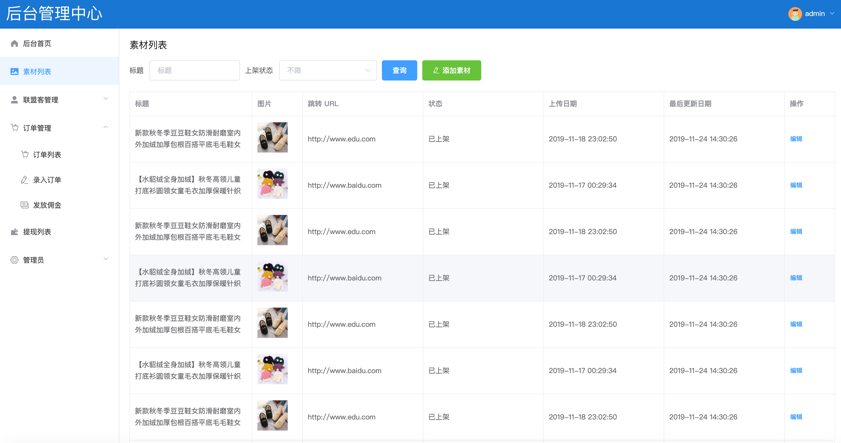 后台管理中心
admin
后台首页
素材列表
联盟客管理
订单管理
订单列表
录入订单
发放佣金
提现列表
管理员
素材列表
标题 标题 上架状态 不限 查询 添加素材
标题 图片 跳转 URL 状态 上传日期 最后更新日期 操作
新款秋冬季豆豆鞋女防滑耐磨室内
外加绒加厚包根百搭平底毛毛鞋女
http://www.edu.com 已上架 2019-11-18 23:02:50 2019-11-24 14:30:26 编辑
【水貂绒全身加绒】秋冬高领儿童
打底衫圆领女童毛衣加厚保暖针织
http://www.baidu.com 已上架 2019-11-17 00:29:34 2019-11-24 14:30:26 编辑
新款秋冬季豆豆鞋女防滑耐磨室内
外加绒加厚包根百搭平底毛毛鞋女
http://www.edu.com 已上架 2019-11-18 23:02:50 2019-11-24 14:30:26 编辑
【水貂绒全身加绒】秋冬高领儿童
打底衫圆领女童毛衣加厚保暖针织
http://www.baidu.com 已上架 2019-11-17 00:29:34 2019-11-24 14:30:26 编辑
新款秋冬季豆豆鞋女防滑耐磨室内
外加绒加厚包根百搭平底毛毛鞋女
http://www.edu.com 已上架 2019-11-18 23:02:50 2019-11-24 14:30:26 编辑
【水貂绒全身加绒】秋冬高领儿童
打底衫圆领女童毛衣加厚保暖针织
http://www.baidu.com 已上架 2019-11-17 00:29:34 2019-11-24 14:30:26 编辑
新款秋冬季豆豆鞋女防滑耐磨室内
外加绒加厚包根百搭平底毛毛鞋女
http://www.edu.com 已上架 2019-11-18 23:02:50 2019-11-24 14:30:26 编辑